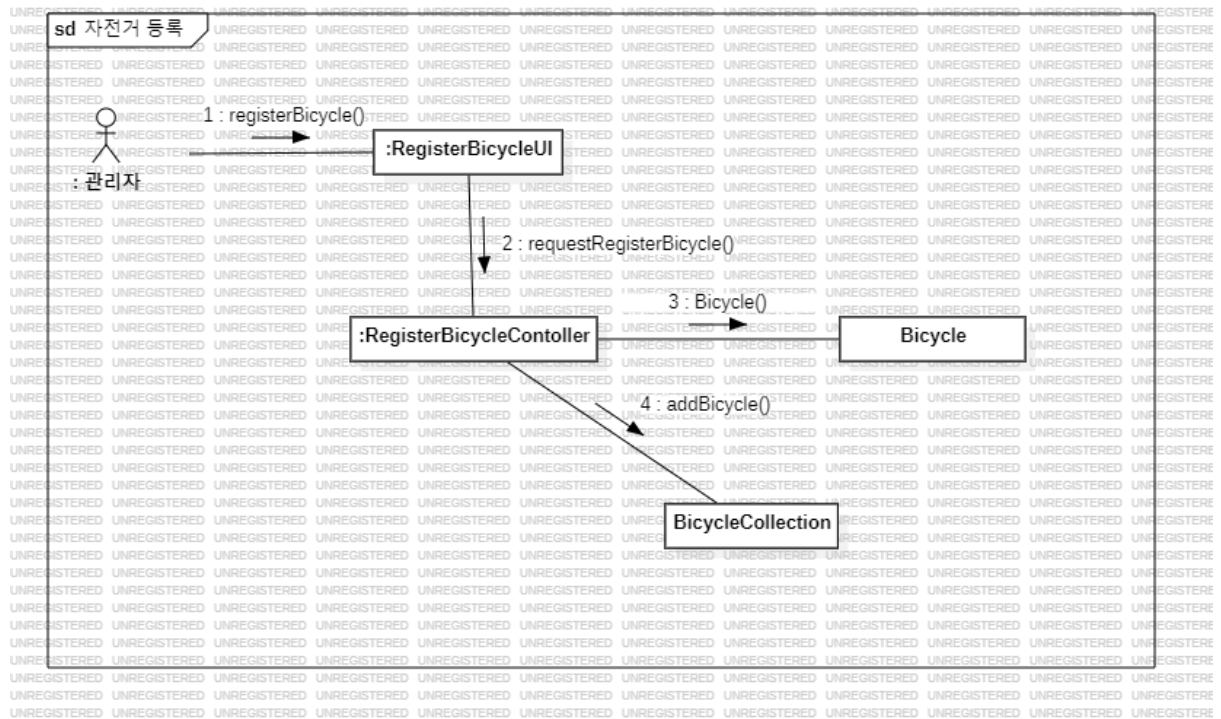 sd 자전거 등록
1 : registerBicycle()
:RegisterBicycleUI
: 관리자
2 : requestRegisterBicycle()
3 : Bicycle()
:RegisterBicycleContoller
Bicycle
4 : addBicycle()
BicycleCollection
UNREGISTERED